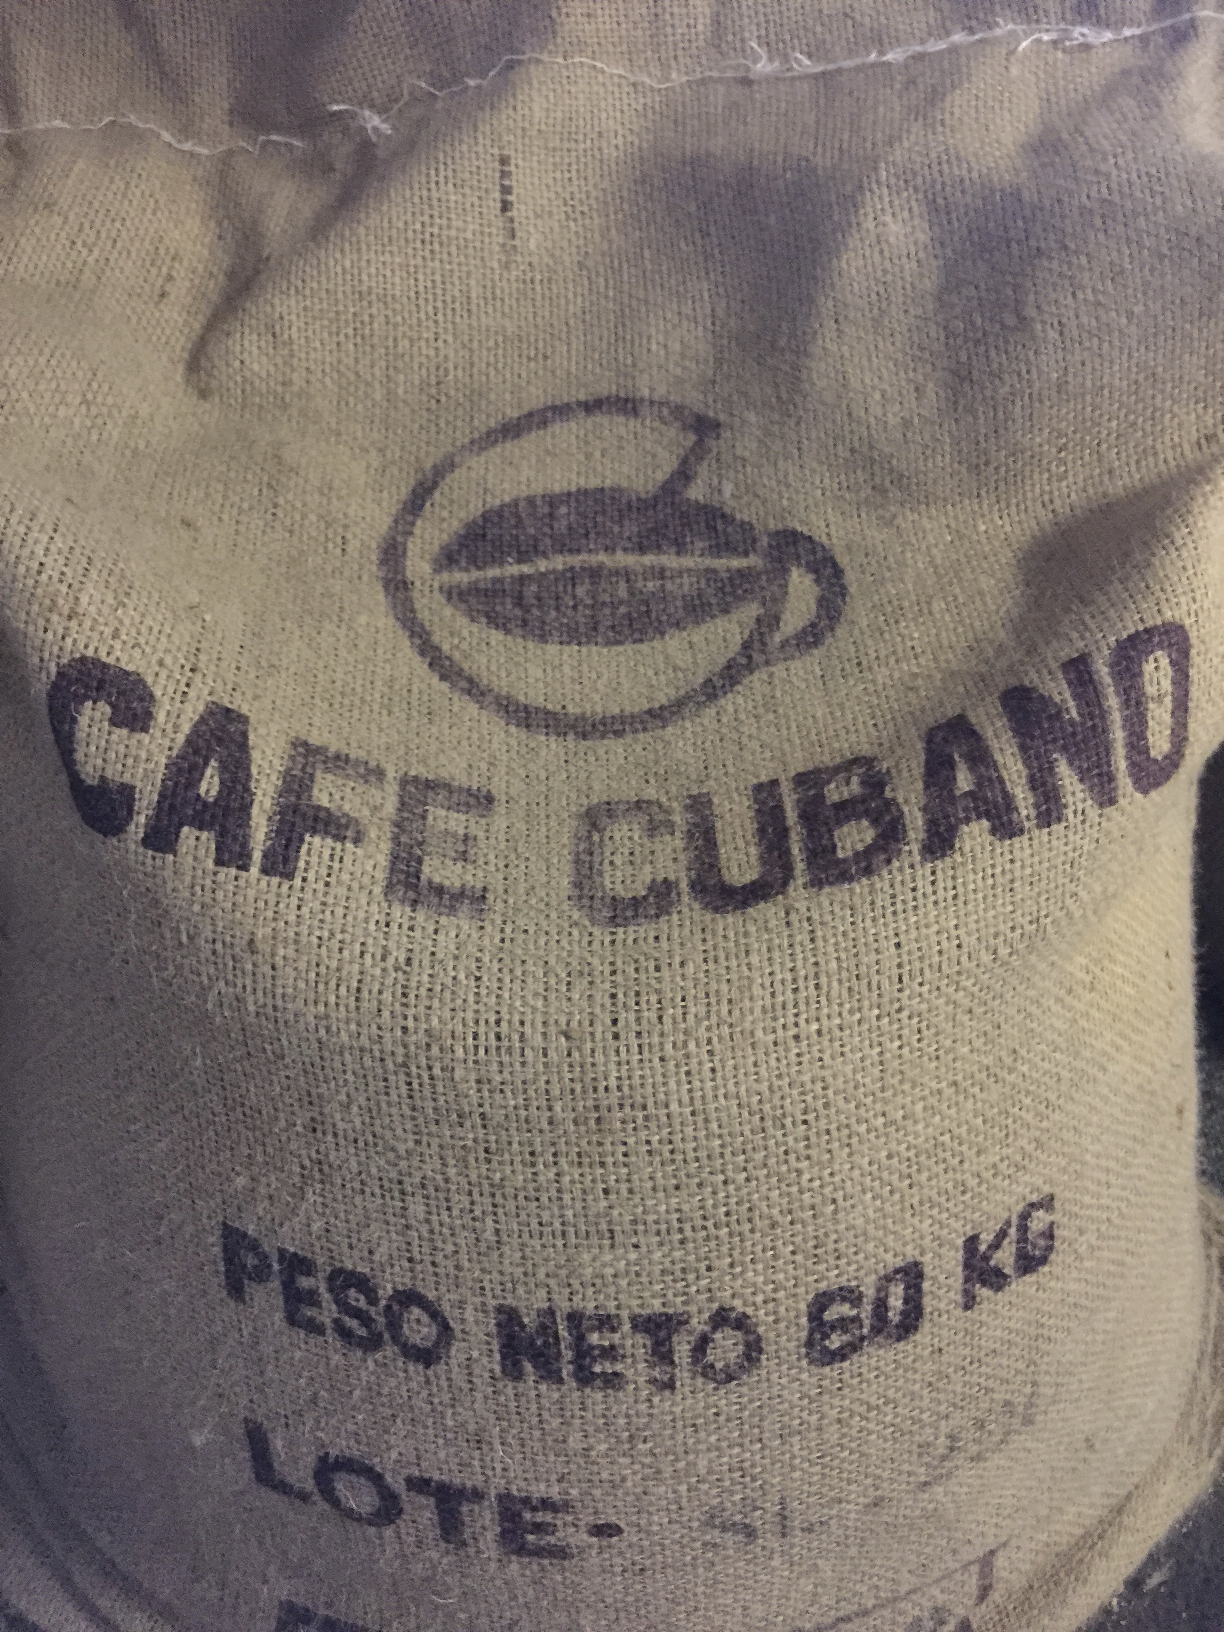 CAFE CUBANO
PESO NETO 60 KG
LOTE-